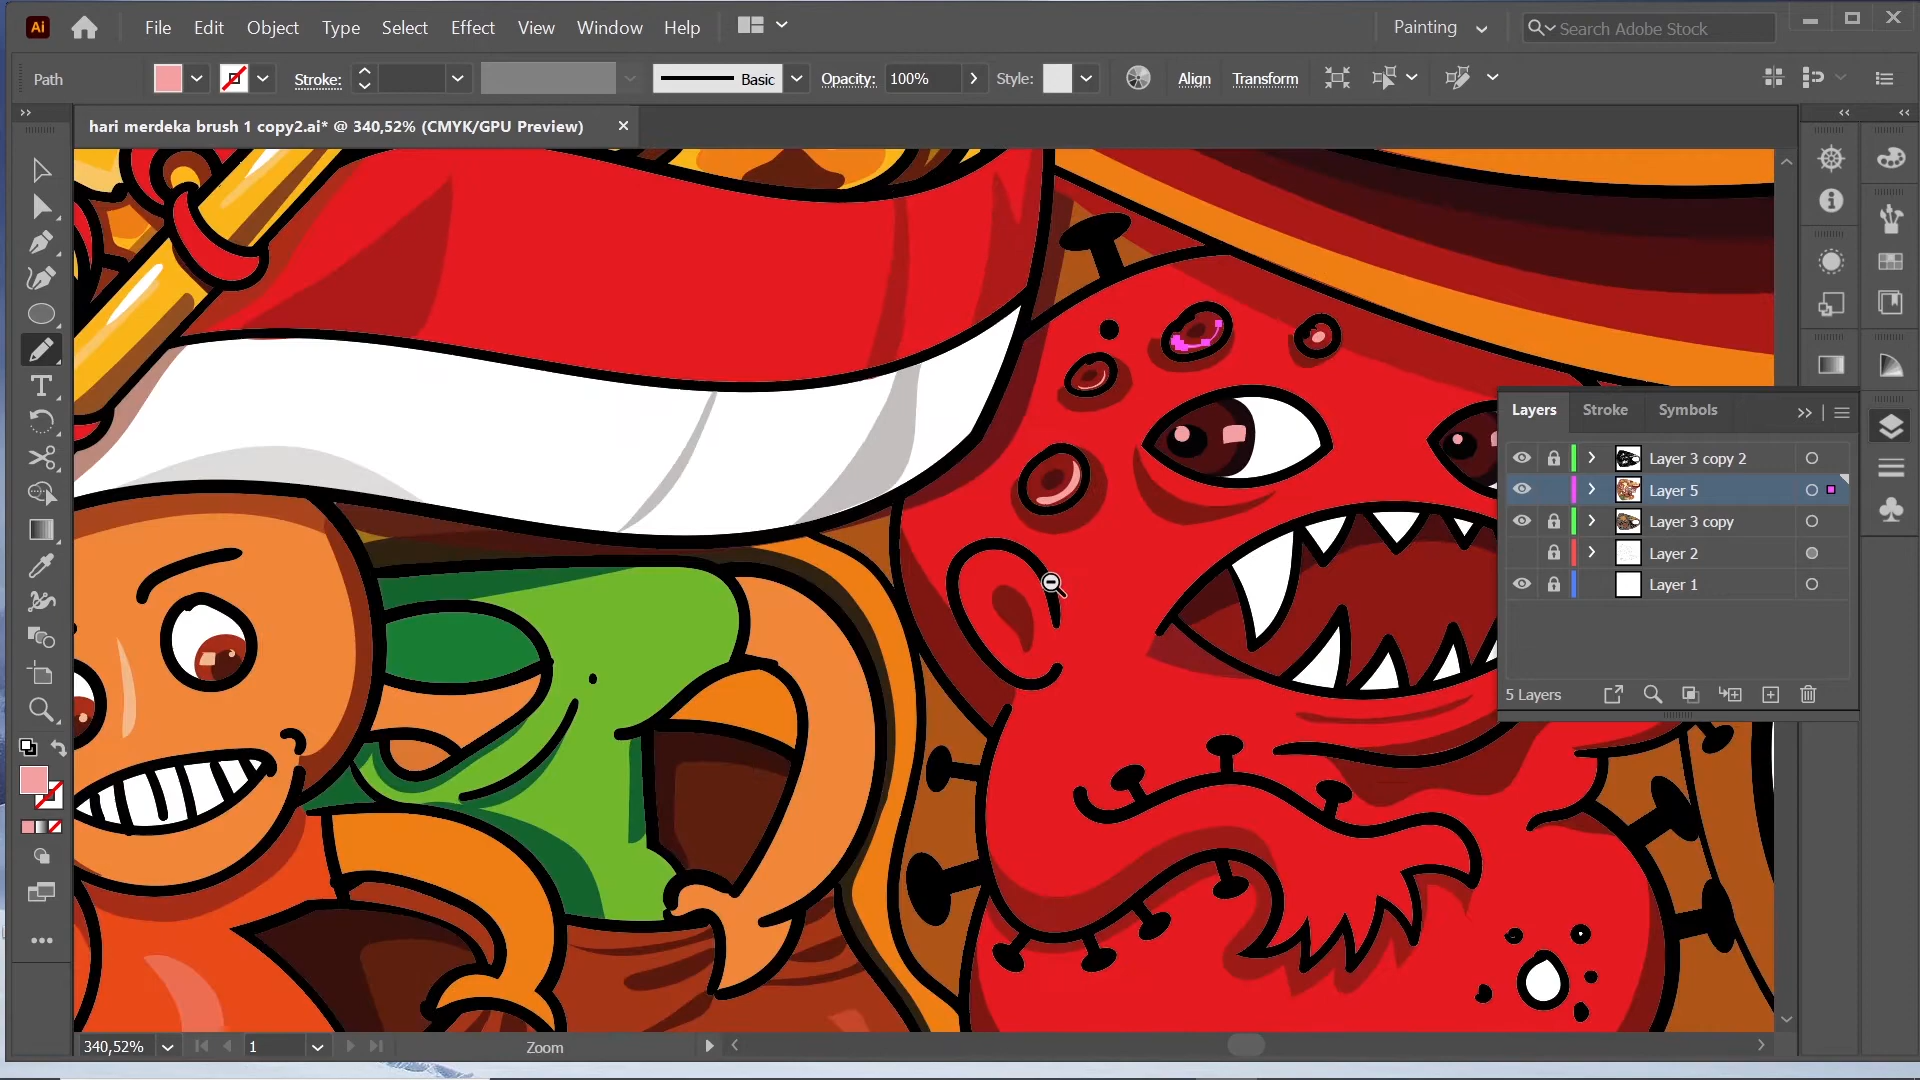 Ai File Edit Object Type Select Effect View Window Help Painting Search Adobe Stock
Path Stroke: Basic Opacity: 100% Style: Align Transform
hari merdeka brush 1 copy2.ai* @ 340,52% (CMYK/GPU Preview)
Layers Stroke Symbols
Layer 3 copy 2
Layer 5
Layer 3 copy
Layer 2
Layer 1
5 Layers
340,52% 1 Zoom